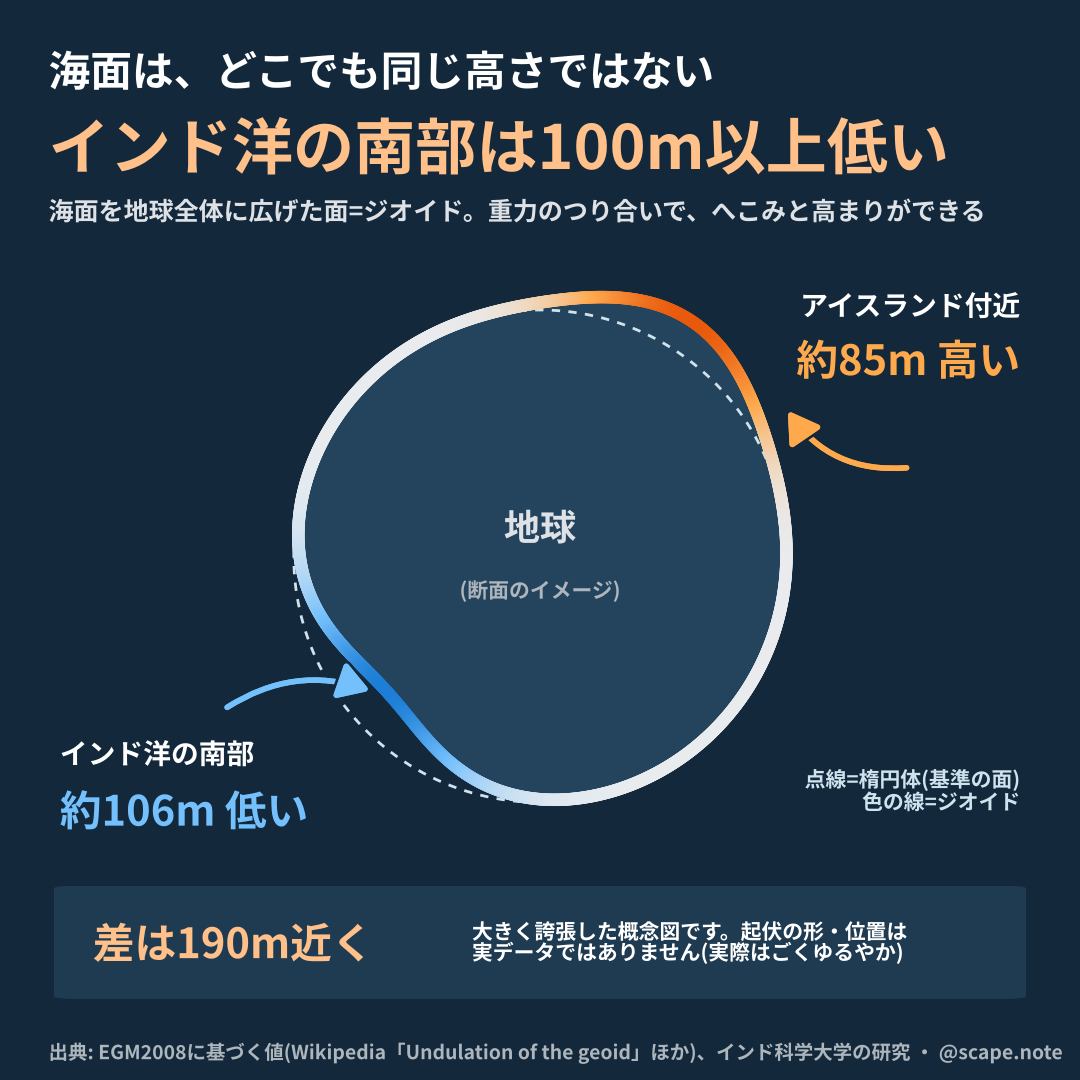 海面は、どこでも同じ高さではない
インド洋の南部は100m以上低い
海面を地球全体に広げた面=ジオイド。重力のつり合いで、へこみと高まりができる
アイスランド付近
約85m 高い
地球
(断面のイメージ)
インド洋の南部
約106m 低い
点線=楕円体(基準の面)
色の線=ジオイド
差は190m近く
大きく誇張した概念図です。起伏の形・位置は
実データではありません(実際はごくゆるやか)
出典: EGM2008に基づく値(Wikipedia「Undulation of the geoid」ほか)、インド科学大学の研究 ・ @scape.note